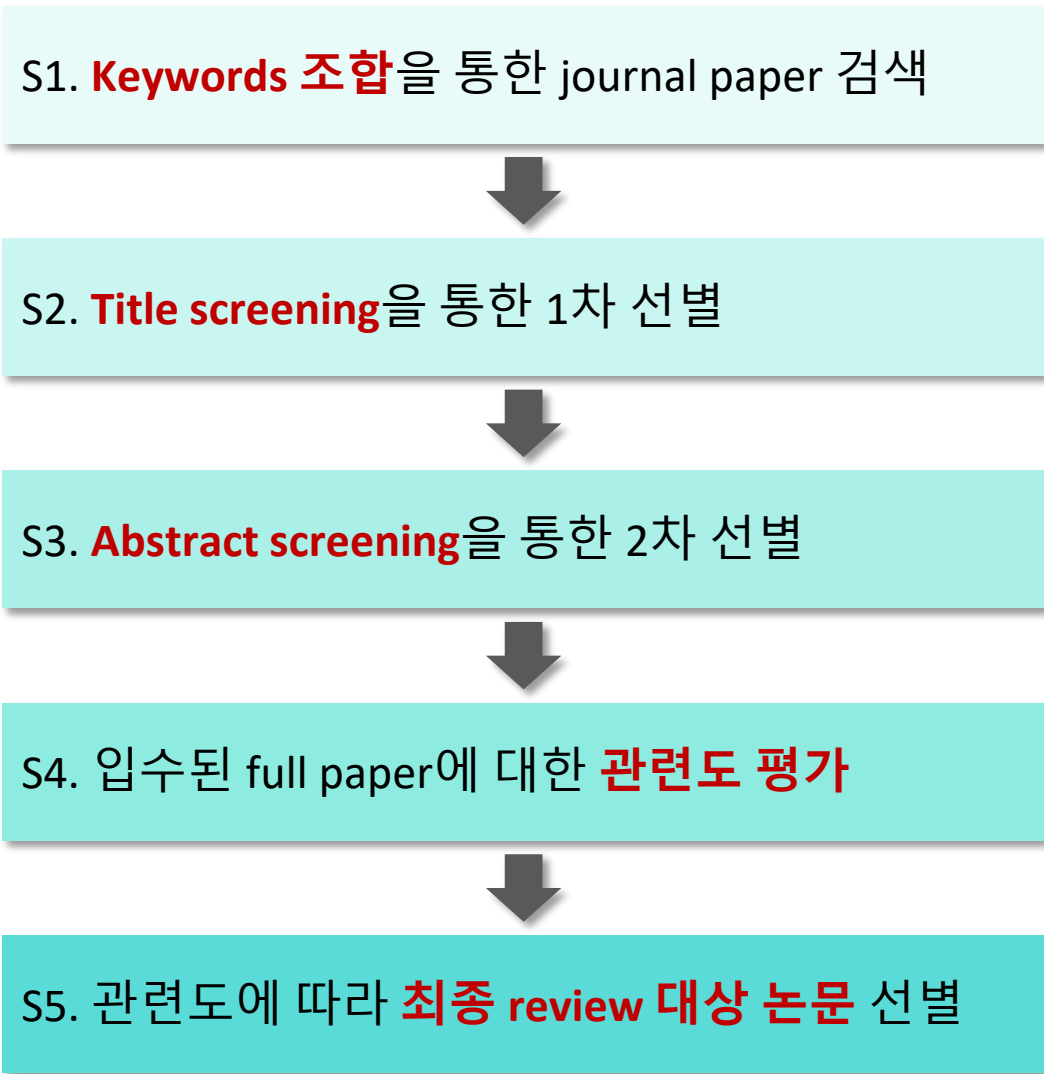 S1. Keywords 조합을 통한 journal paper 검색
S2. Title screening을 통한 1차 선별
S3. Abstract screening을 통한 2차 선별
S4. 입수된 full paper에 대한 관련도 평가
S5. 관련도에 따라 최종 review 대상 논문 선별